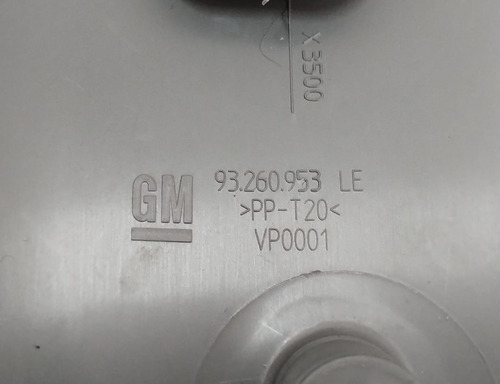 X 3500
GM
93.260.953 LE
>PP-T20<
VP0001